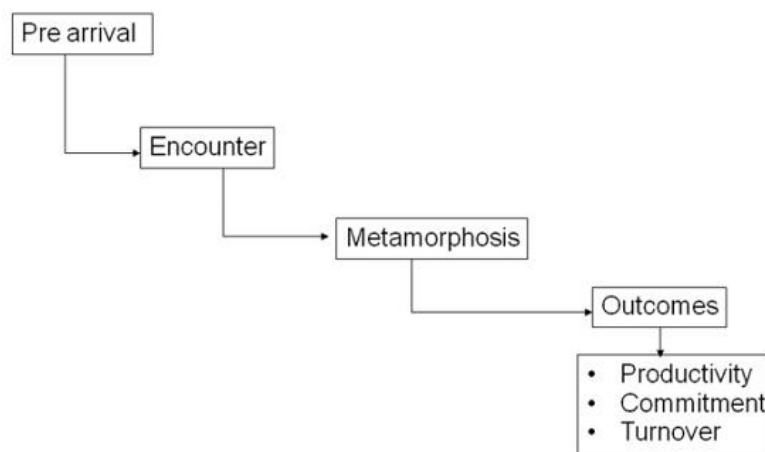 Pre arrival
Encounter
Metamorphosis
Outcomes
• Productivity
• Commitment
• Turnover